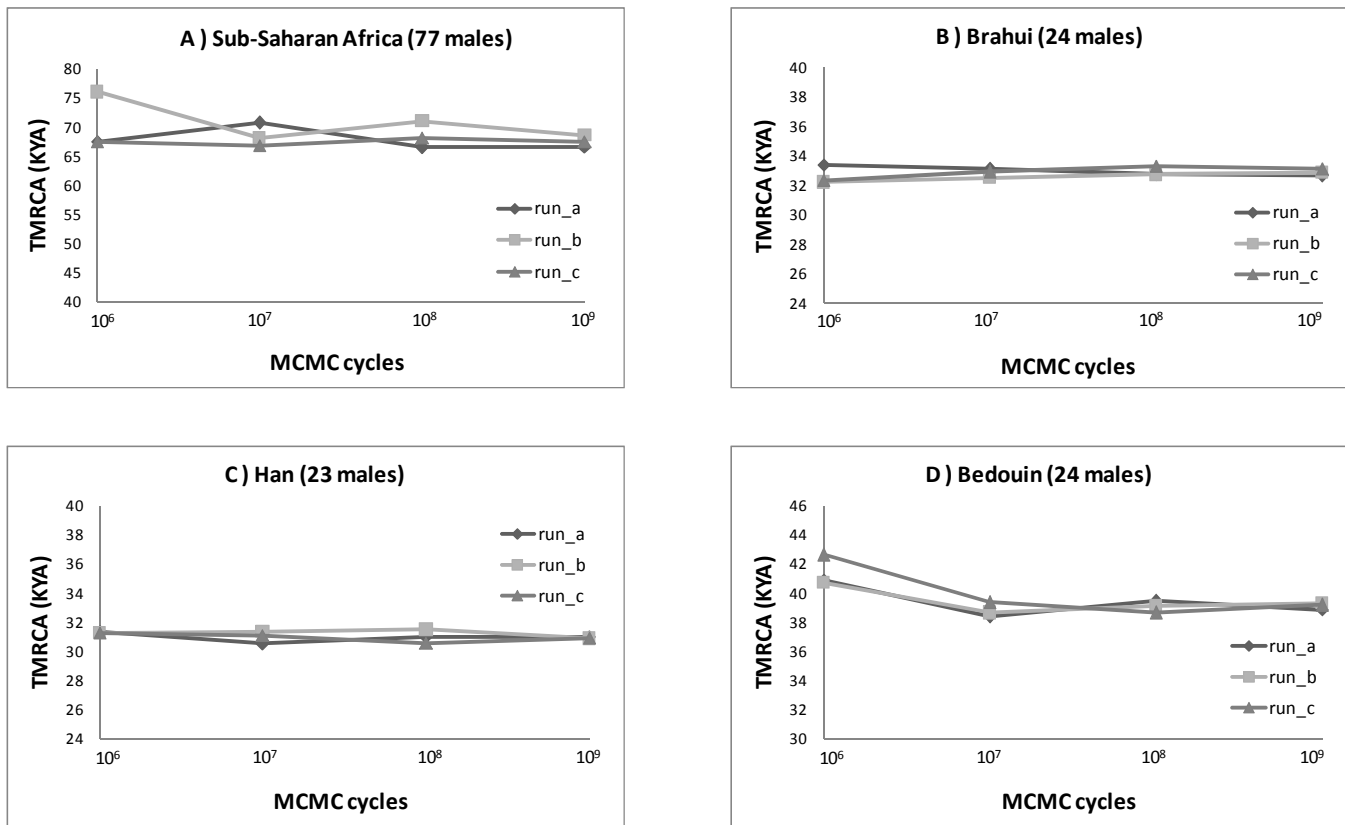 A ) Sub-Saharan Africa (77 males)
TMRCA (KYA)
80
75
70
65
60
55
50
45
40
run_a
run_b
run_c
10⁶ 10⁷ 10⁸ 10⁹
MCMC cycles
B ) Brahui (24 males)
TMRCA (KYA)
40
38
36
34
32
30
28
26
24
run_a
run_b
run_c
10⁶ 10⁷ 10⁸ 10⁹
MCMC cycles
C ) Han (23 males)
TMRCA (KYA)
40
38
36
34
32
30
28
26
24
run_a
run_b
run_c
10⁶ 10⁷ 10⁸ 10⁹
MCMC cycles
D ) Bedouin (24 males)
TMRCA (KYA)
46
44
42
40
38
36
34
32
30
run_a
run_b
run_c
10⁶ 10⁷ 10⁸ 10⁹
MCMC cycles